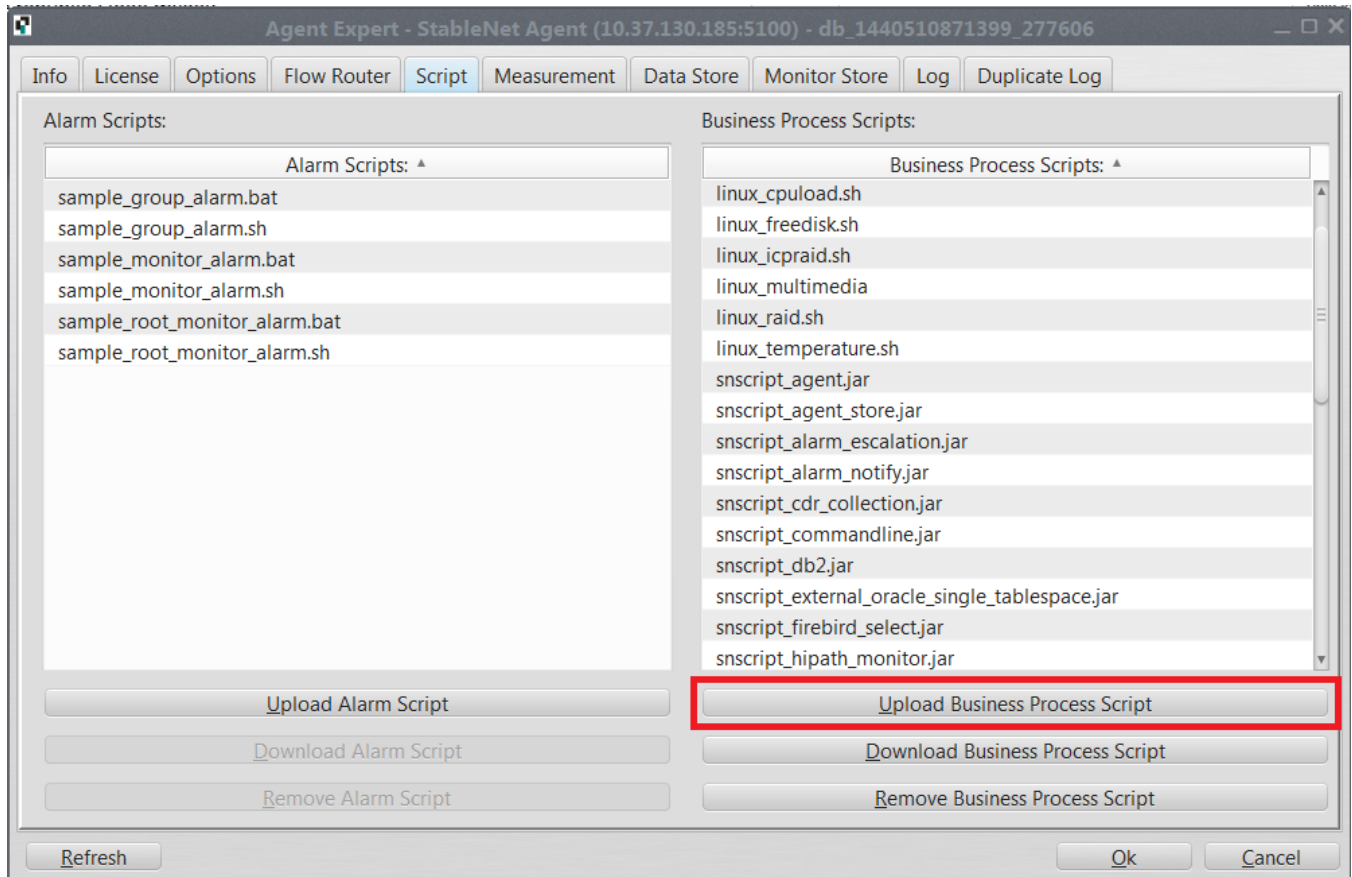 Agent Expert - StableNet Agent (10.37.130.185:5100) - db_1440510871399_277606
Info License Options Flow Router Script Measurement Data Store Monitor Store Log Duplicate Log
Alarm Scripts:
Alarm Scripts:
sample_group_alarm.bat
sample_group_alarm.sh
sample_monitor_alarm.bat
sample_monitor_alarm.sh
sample_root_monitor_alarm.bat
sample_root_monitor_alarm.sh
Upload Alarm Script
Download Alarm Script
Remove Alarm Script
Business Process Scripts:
Business Process Scripts:
linux_cpuload.sh
linux_freedisk.sh
linux_icpraid.sh
linux_multimedia
linux_raid.sh
linux_temperature.sh
snscript_agent.jar
snscript_agent_store.jar
snscript_alarm_escalation.jar
snscript_alarm_notify.jar
snscript_cdr_collection.jar
snscript_commandline.jar
snscript_db2.jar
snscript_external_oracle_single_tablespace.jar
snscript_firebird_select.jar
snscript_hipath_monitor.jar
Upload Business Process Script
Download Business Process Script
Remove Business Process Script
Refresh Ok Cancel